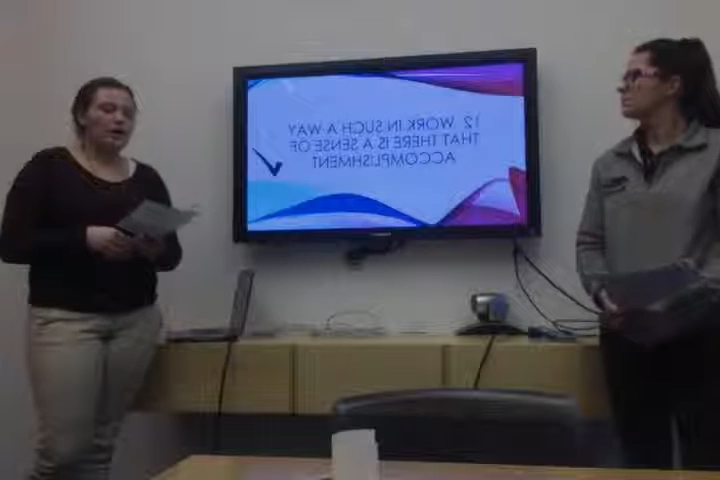 12. WORK IN SUCH A WAY
THAT THERE IS A SENSE OF
ACCOMPLISHMENT